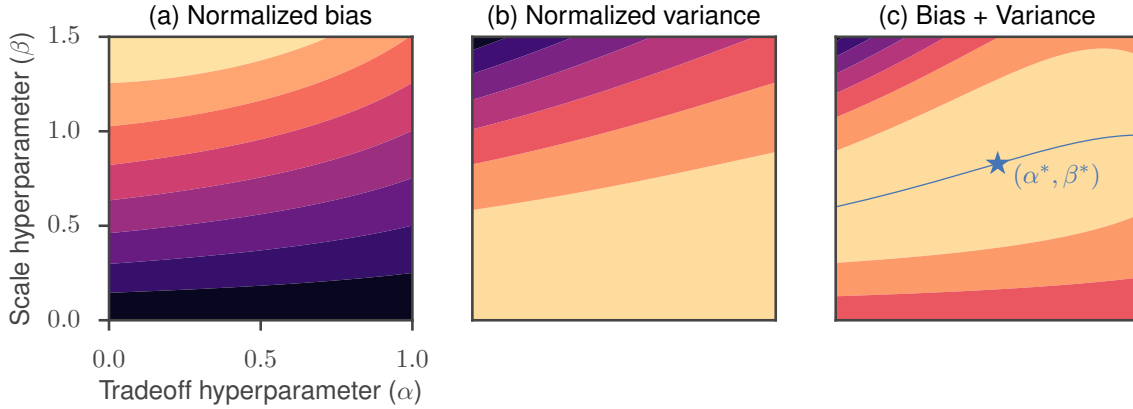 (a) Normalized bias
(b) Normalized variance
(c) Bias + Variance
Scale hyperparameter (β)
1.5
1.0
0.5
0.0
0.0 0.5 1.0
Tradeoff hyperparameter (α)
(α*, β*)